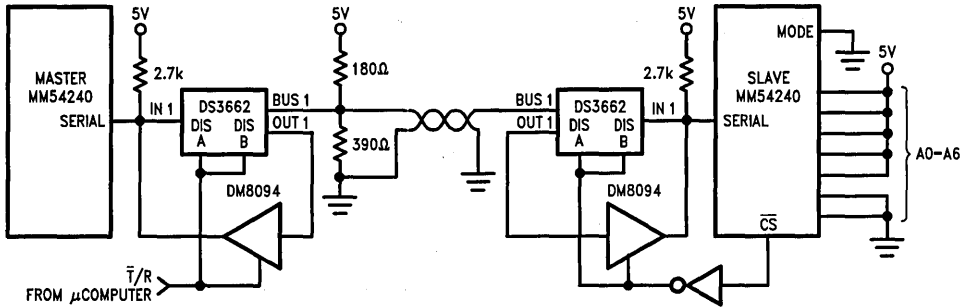 MASTER
MM54240
SERIAL
5V
2.7k
IN 1
DS3662
DIS
A
DIS
B
BUS 1
OUT 1
5V
180Ω
390Ω
DM8094
T̅/R
FROM μCOMPUTER
BUS 1
OUT 1
DS3662
DIS
A
DIS
B
IN 1
5V
2.7k
DM8094
SLAVE
MM54240
SERIAL
MODE
C̅S̅
5V
A0–A6